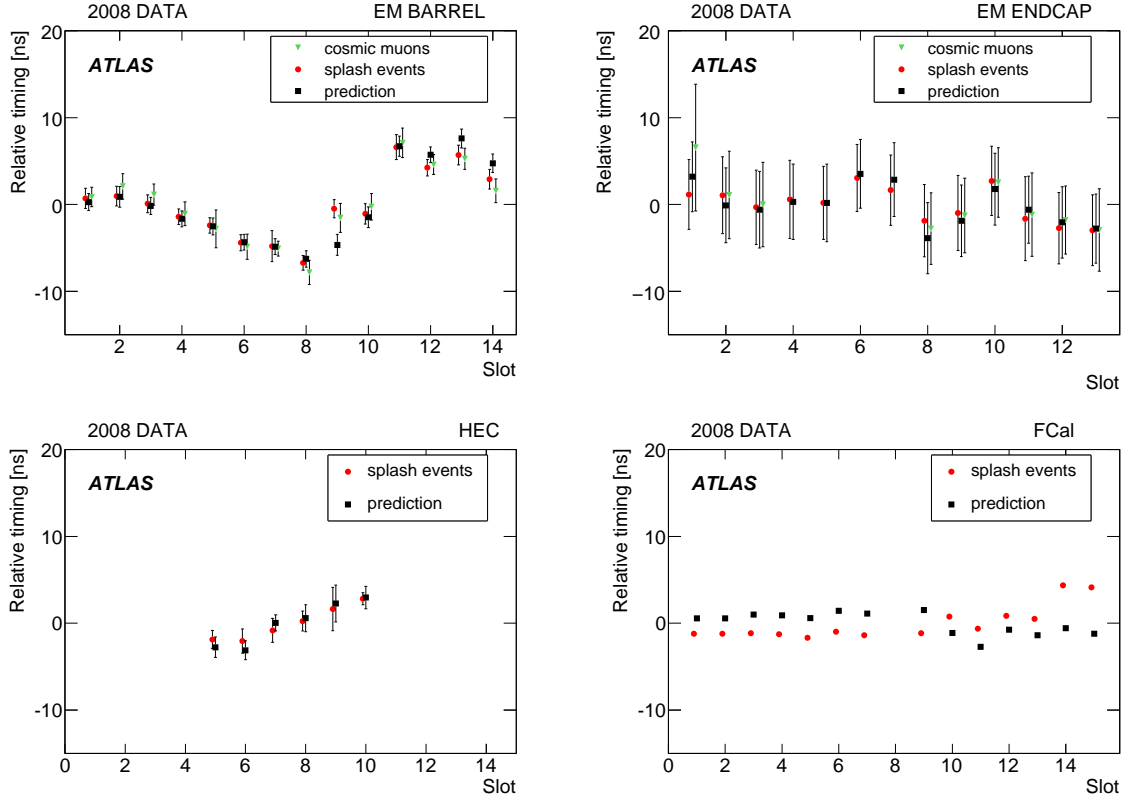 2008 DATA EM BARREL
Relative timing [ns]
ATLAS
cosmic muons
splash events
prediction
20
10
0
-10
2 4 6 8 10 12 14
Slot
2008 DATA EM ENDCAP
Relative timing [ns]
ATLAS
cosmic muons
splash events
prediction
20
10
0
−10
2 4 6 8 10 12 14
Slot
2008 DATA HEC
Relative timing [ns]
ATLAS
splash events
prediction
20
10
0
-10
0 2 4 6 8 10 12 14
Slot
2008 DATA FCal
Relative timing [ns]
ATLAS
splash events
prediction
20
10
0
-10
0 2 4 6 8 10 12 14
Slot